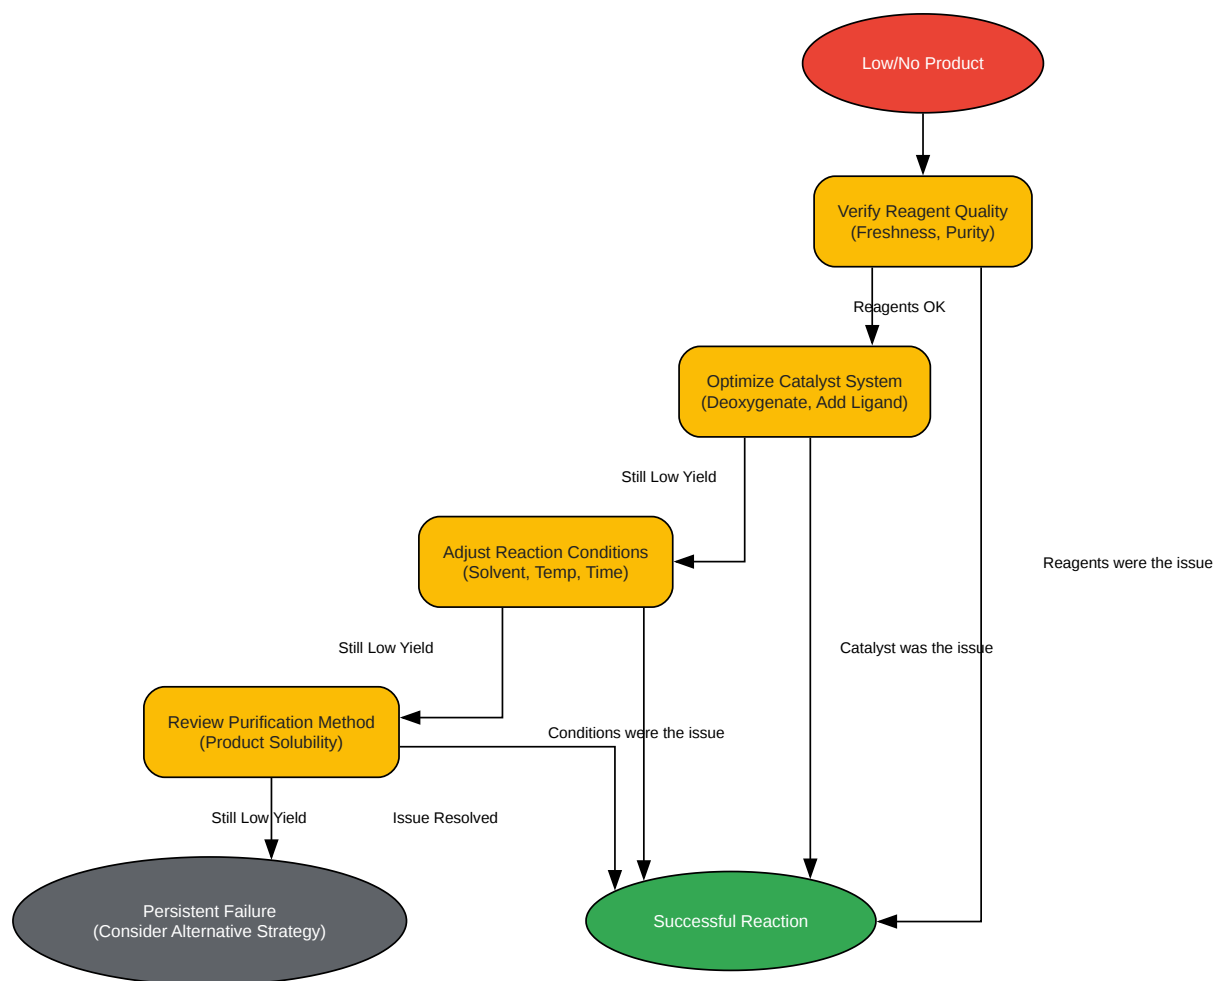 Low/No Product
Verify Reagent Quality
(Freshness, Purity)
Reagents OK
Optimize Catalyst System
(Deoxygenate, Add Ligand)
Still Low Yield
Adjust Reaction Conditions
(Solvent, Temp, Time)
Reagents were the issue
Still Low Yield
Catalyst was the issue
Review Purification Method
(Product Solubility)
Conditions were the issue
Still Low Yield
Issue Resolved
Persistent Failure
(Consider Alternative Strategy)
Successful Reaction